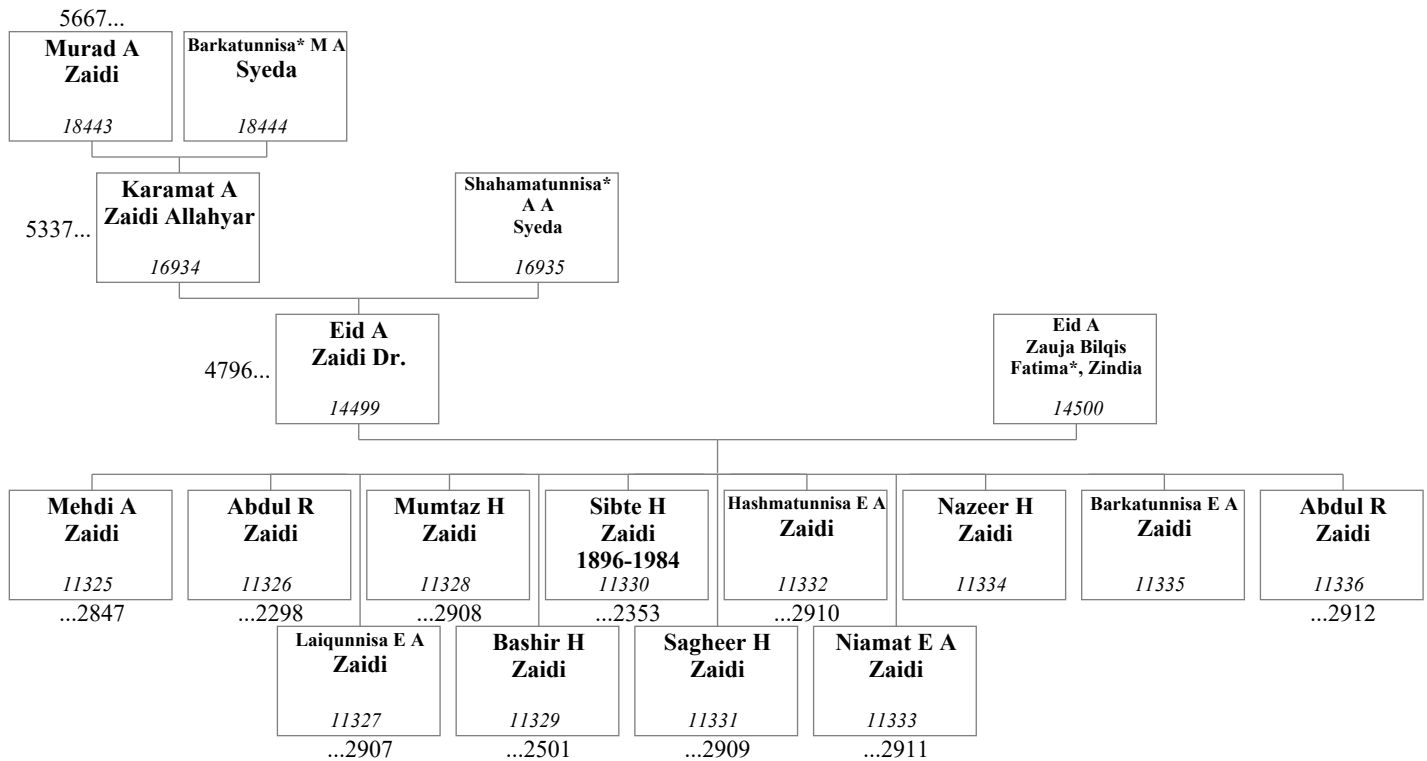 5667...
Murad A
Zaidi
18443
Barkatunnisa* M A
Syeda
18444
5337...
Karamat A
Zaidi Allahyar
16934
Shahamatunnisa*
A A
Syeda
16935
4796...
Eid A
Zaidi Dr.
14499
Eid A
Zauja Bilqis
Fatima*, Zindia
14500
Mehdi A
Zaidi
11325
...2847
Abdul R
Zaidi
11326
...2298
Mumtaz H
Zaidi
11328
...2908
Sibte H
Zaidi
1896-1984
11330
...2353
Hashmatunnisa E A
Zaidi
11332
...2910
Nazeer H
Zaidi
11334
Barkatunnisa E A
Zaidi
11335
Abdul R
Zaidi
11336
...2912
Laiqunnisa E A
Zaidi
11327
...2907
Bashir H
Zaidi
11329
...2501
Sagheer H
Zaidi
11331
...2909
Niamat E A
Zaidi
11333
...2911